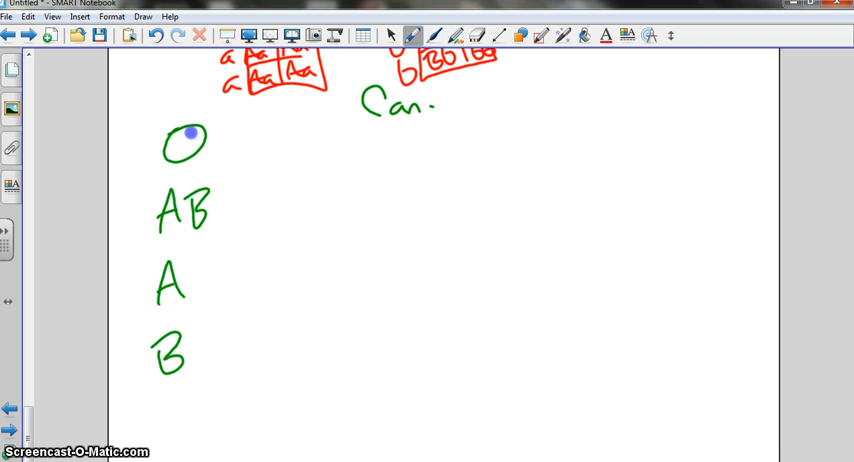 Untitled * - SMART Notebook
File Edit View Insert Format Draw Help
a Aa
a Aa Aa
b Bb bb
Can.
O
AB
A
B
Screencast-O-Matic.com